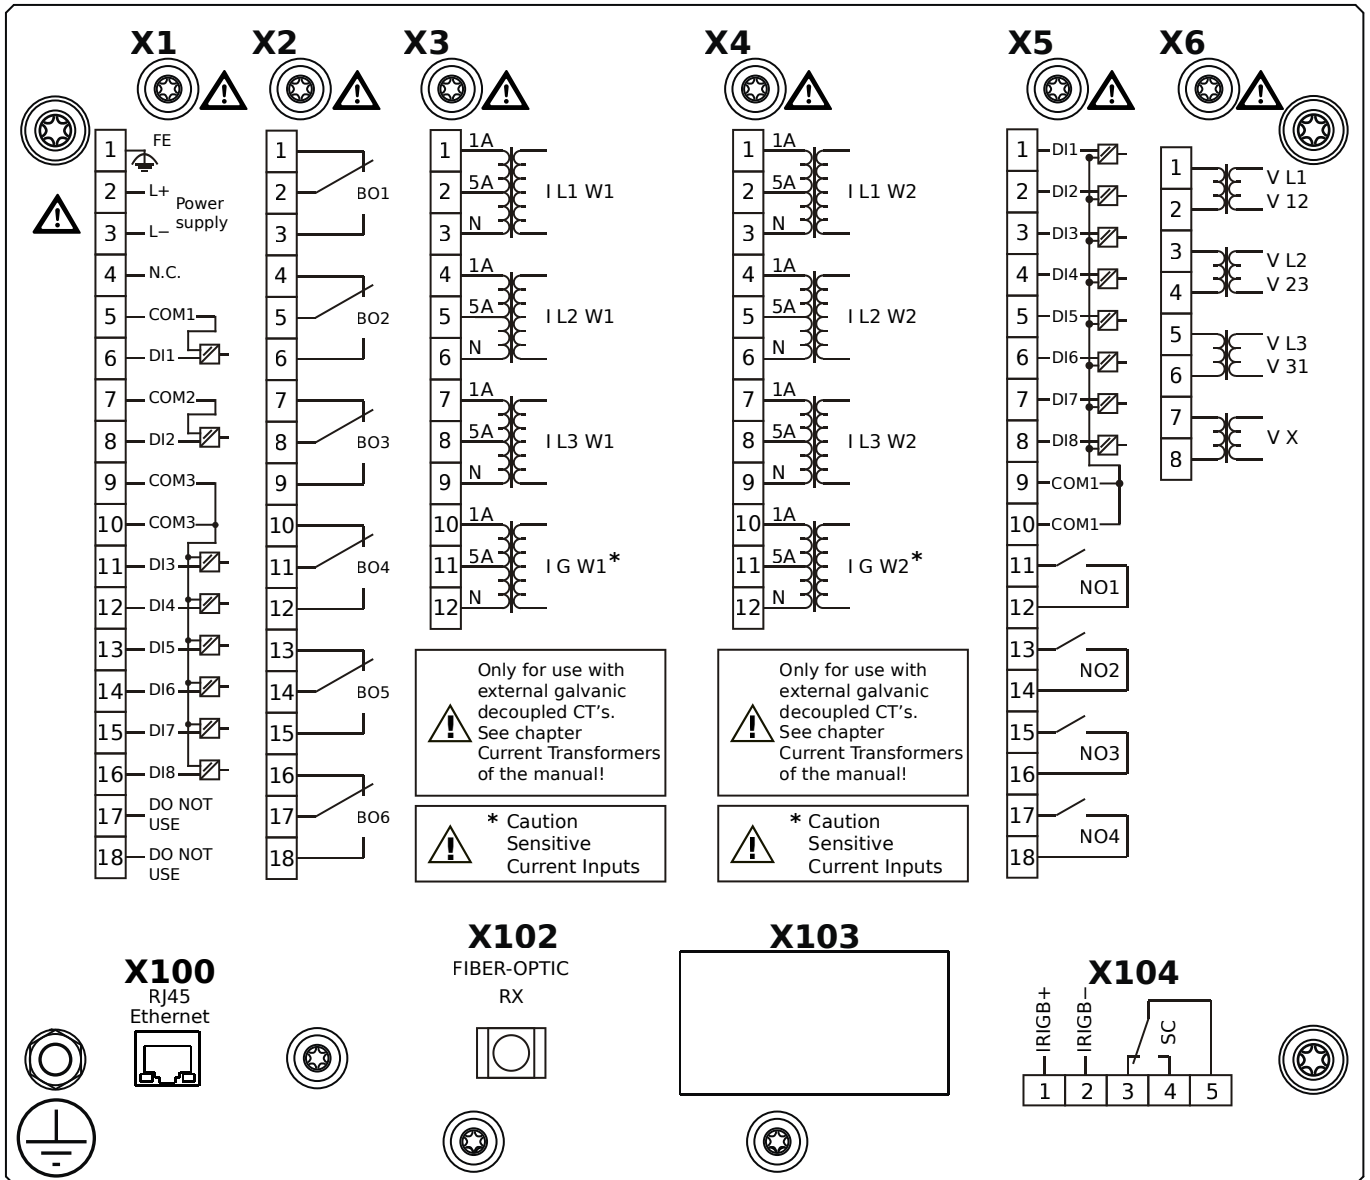 X1
X2
X3
X4
X5
X6
1 FE
2 L+
Power
supply
3 L−
4 N.C.
5 COM1
6 DI1
7 COM2
8 DI2
9 COM3
10 COM3
11 DI3
12 DI4
13 DI5
14 DI6
15 DI7
16 DI8
17 DO NOT
USE
18 DO NOT
USE
1
2 BO1
3
4
5 BO2
6
7
8 BO3
9
10
11 BO4
12
13
14 BO5
15
16
17 BO6
18
1 1A
2 5A I L1 W1
3 N
4 1A
5 5A I L2 W1
6 N
7 1A
8 5A I L3 W1
9 N
10 1A
11 5A I G W1*
12 N
Only for use with
external galvanic
decoupled CT's.
See chapter
Current Transformers
of the manual!
* Caution
Sensitive
Current Inputs
1 1A
2 5A I L1 W2
3 N
4 1A
5 5A I L2 W2
6 N
7 1A
8 5A I L3 W2
9 N
10 1A
11 5A I G W2*
12 N
Only for use with
external galvanic
decoupled CT's.
See chapter
Current Transformers
of the manual!
* Caution
Sensitive
Current Inputs
1 DI1
2 DI2
3 DI3
4 DI4
5 DI5
6 DI6
7 DI7
8 DI8
9 COM1
10 COM1
11
NO1
12
13
NO2
14
15
NO3
16
17
NO4
18
1
V L1
2
V 12
3
V L2
4
V 23
5
V L3
6
V 31
7
V X
8
X100
RJ45
Ethernet
X102
FIBER-OPTIC
RX
X103
X104
IRIGB+
IRIGB−
SC
1 2 3 4 5